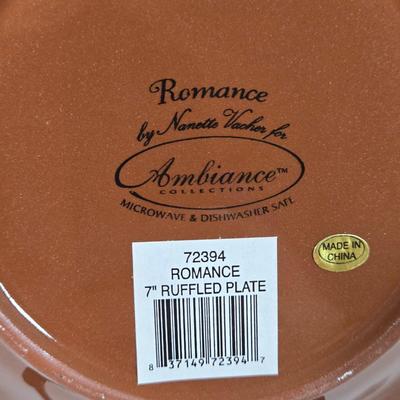 Romance
by Nanette Vacher for
Ambiance™
COLLECTIONS
MICROWAVE & DISHWASHER SAFE
MADE IN
CHINA
72394
ROMANCE
7" RUFFLED PLATE
8 37149 72394 7